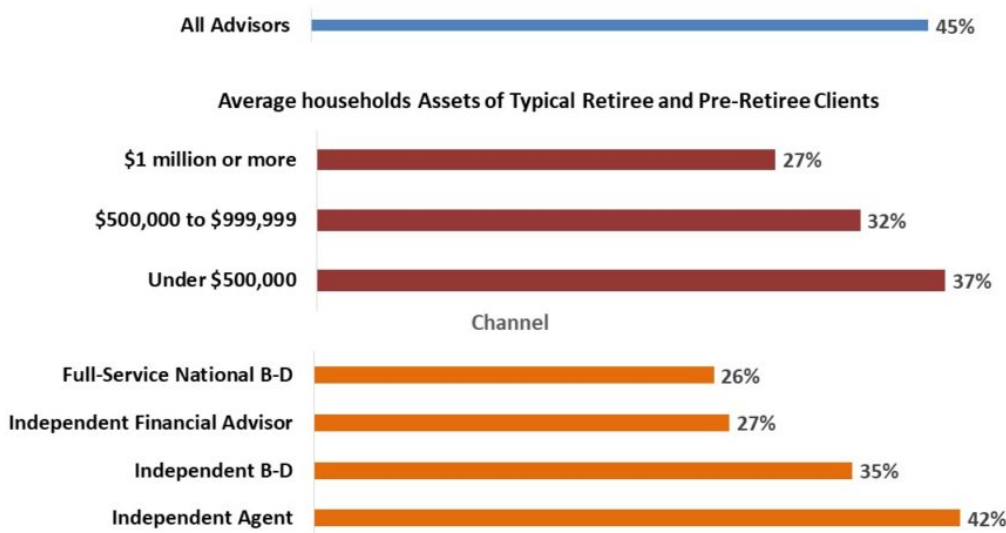 All Advisors 45%
Average households Assets of Typical Retiree and Pre-Retiree Clients
$1 million or more 27%
$500,000 to $999,999 32%
Under $500,000 37%
Channel
Full-Service National B-D 26%
Independent Financial Advisor 27%
Independent B-D 35%
Independent Agent 42%